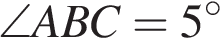 ∠ABC = 5°